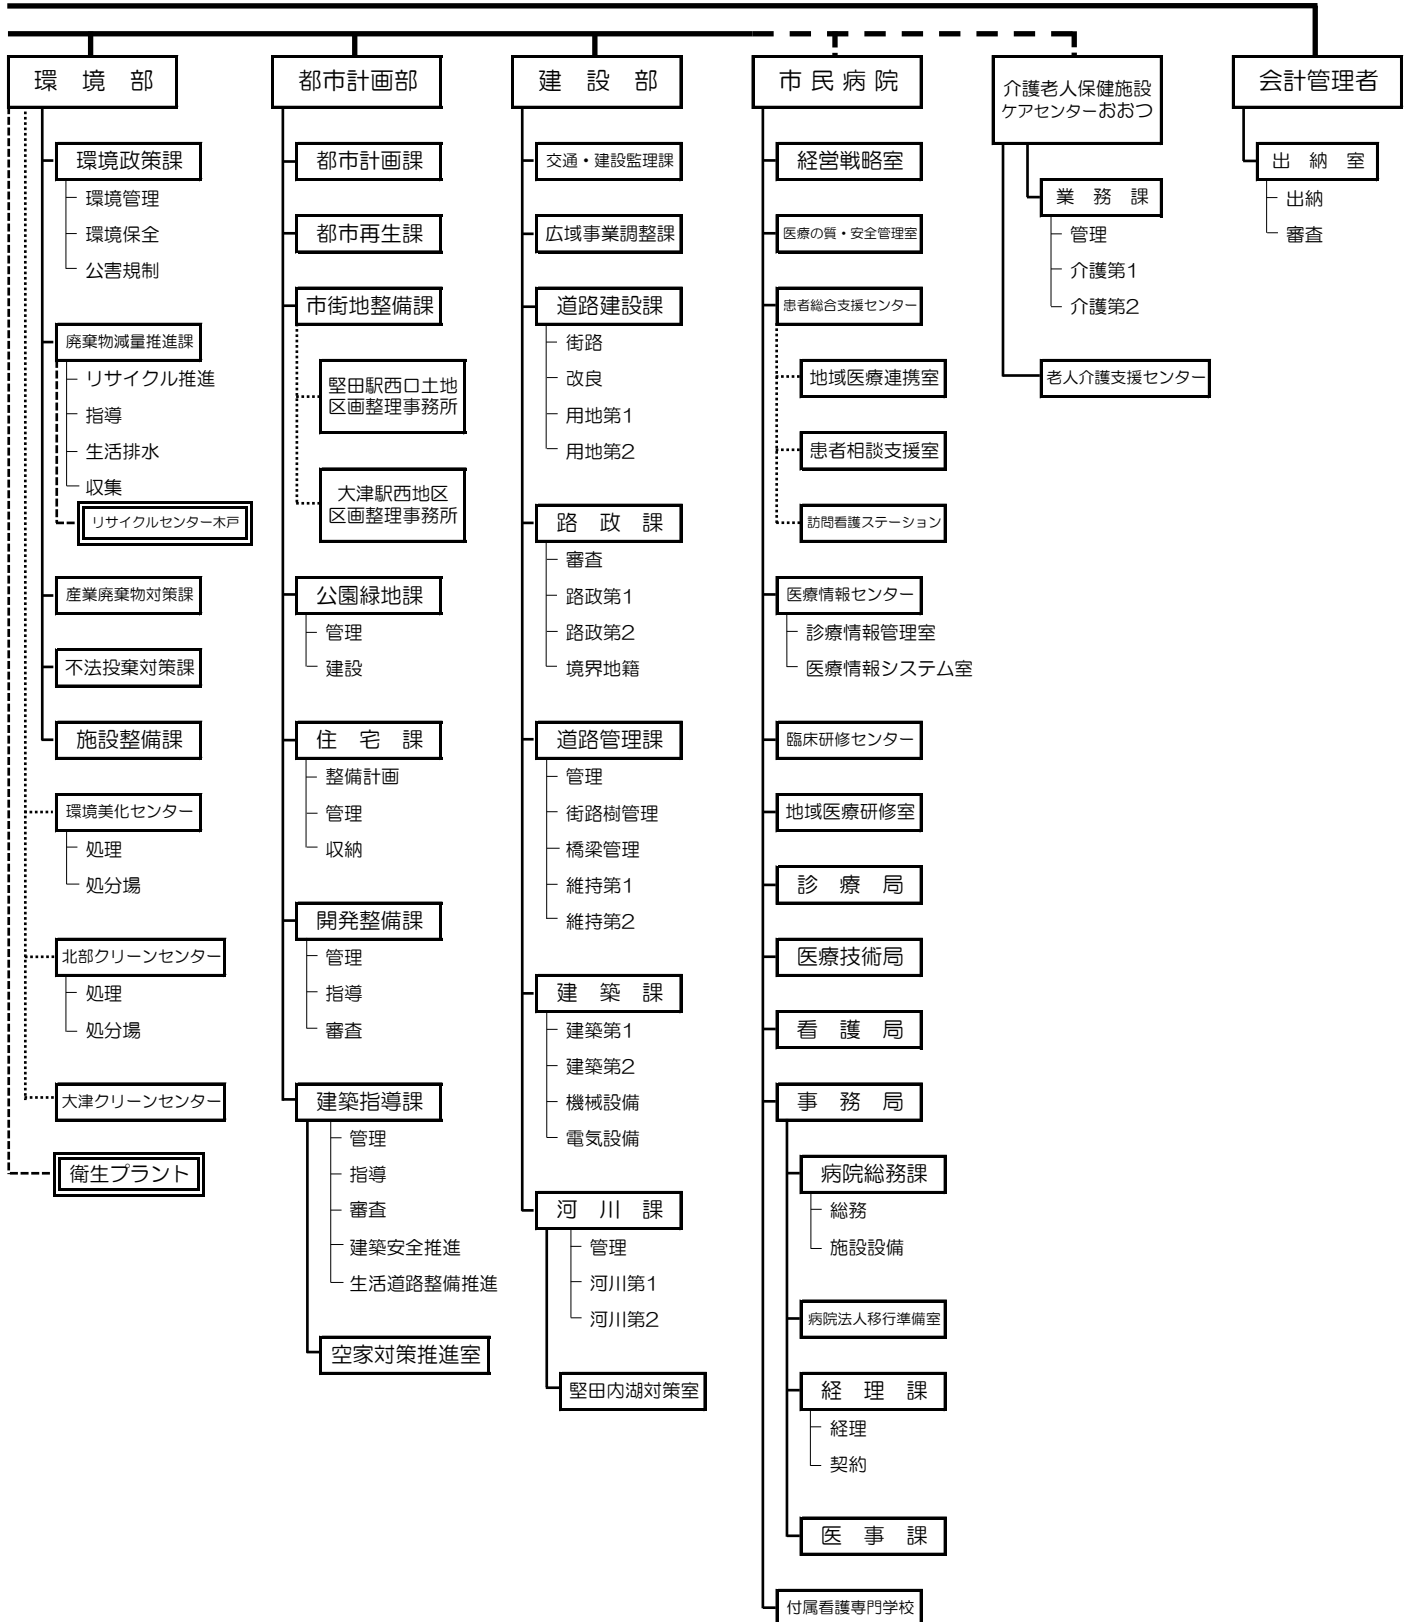 環境部
環境政策課
環境管理
環境保全
公害規制
廃棄物減量推進課
リサイクル推進
指導
生活排水
収集
リサイクルセンター木戸
産業廃棄物対策課
不法投棄対策課
施設整備課
環境美化センター
処理
処分場
北部クリーンセンター
処理
処分場
大津クリーンセンター
衛生プラント
都市計画部
都市計画課
都市再生課
市街地整備課
堅田駅西口土地
区画整理事務所
大津駅西地区
区画整理事務所
公園緑地課
管理
建設
住宅課
整備計画
管理
収納
開発整備課
管理
指導
審査
建築指導課
管理
指導
審査
建築安全推進
生活道路整備推進
空家対策推進室
建設部
交通・建設監理課
広域事業調整課
道路建設課
街路
改良
用地第1
用地第2
路政課
審査
路政第1
路政第2
境界地籍
道路管理課
管理
街路樹管理
橋梁管理
維持第1
維持第2
建築課
建築第1
建築第2
機械設備
電気設備
河川課
管理
河川第1
河川第2
堅田内湖対策室
市民病院
経営戦略室
医療の質・安全管理室
患者総合支援センター
地域医療連携室
患者相談支援室
訪問看護ステーション
医療情報センター
診療情報管理室
医療情報システム室
臨床研修センター
地域医療研修室
診療局
医療技術局
看護局
事務局
病院総務課
総務
施設設備
病院法人移行準備室
経理課
経理
契約
医事課
付属看護専門学校
介護老人保健施設
ケアセンターおおつ
業務課
管理
介護第1
介護第2
老人介護支援センター
会計管理者
出納室
出納
審査